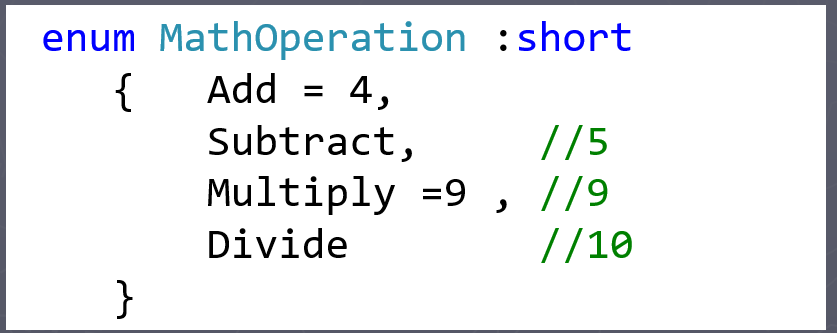 enum MathOperation :short
{ Add = 4,
Subtract, //5
Multiply =9 , //9
Divide //10
}